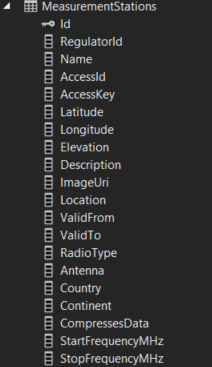 MeasurementStations
Id
RegulatorId
Name
AccessId
AccessKey
Latitude
Longitude
Elevation
Description
ImageUri
Location
ValidFrom
ValidTo
RadioType
Antenna
Country
Continent
CompressesData
StartFrequencyMHz
StopFrequencyMHz